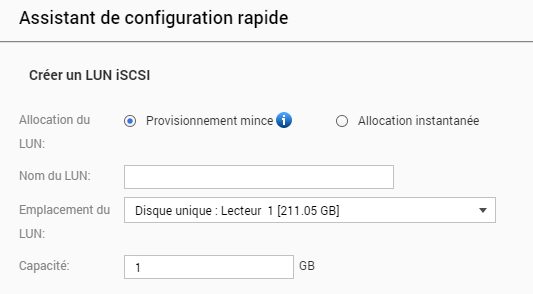 Assistant de configuration rapide
Créer un LUN iSCSI
Allocation du LUN:
Provisionnement mince
Allocation instantanée
Nom du LUN:
Emplacement du LUN:
Disque unique : Lecteur 1 [211.05 GB]
Capacité:
1
GB